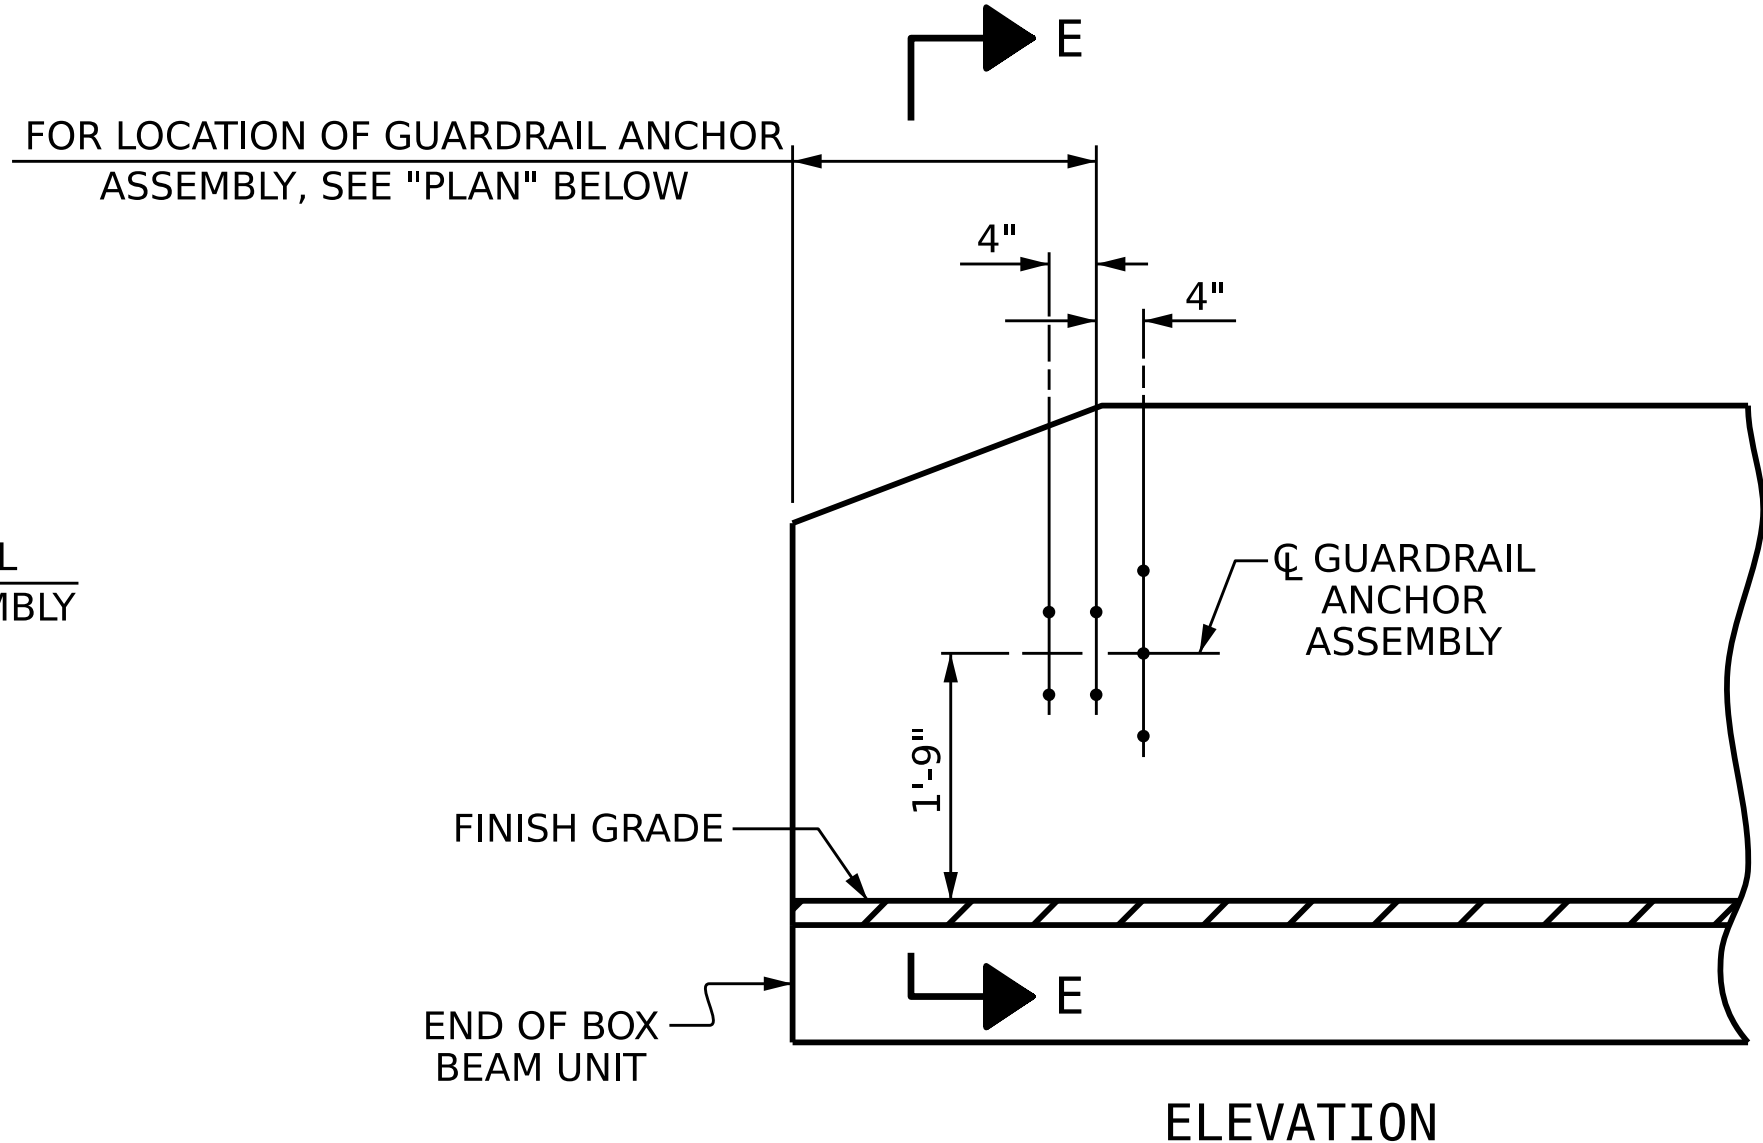 E
FOR LOCATION OF GUARDRAIL ANCHOR
ASSEMBLY, SEE "PLAN" BELOW
4"
4"
L
MBLY
℄ GUARDRAIL
ANCHOR
ASSEMBLY
1'-9"
FINISH GRADE
E
END OF BOX
BEAM UNIT
ELEVATION